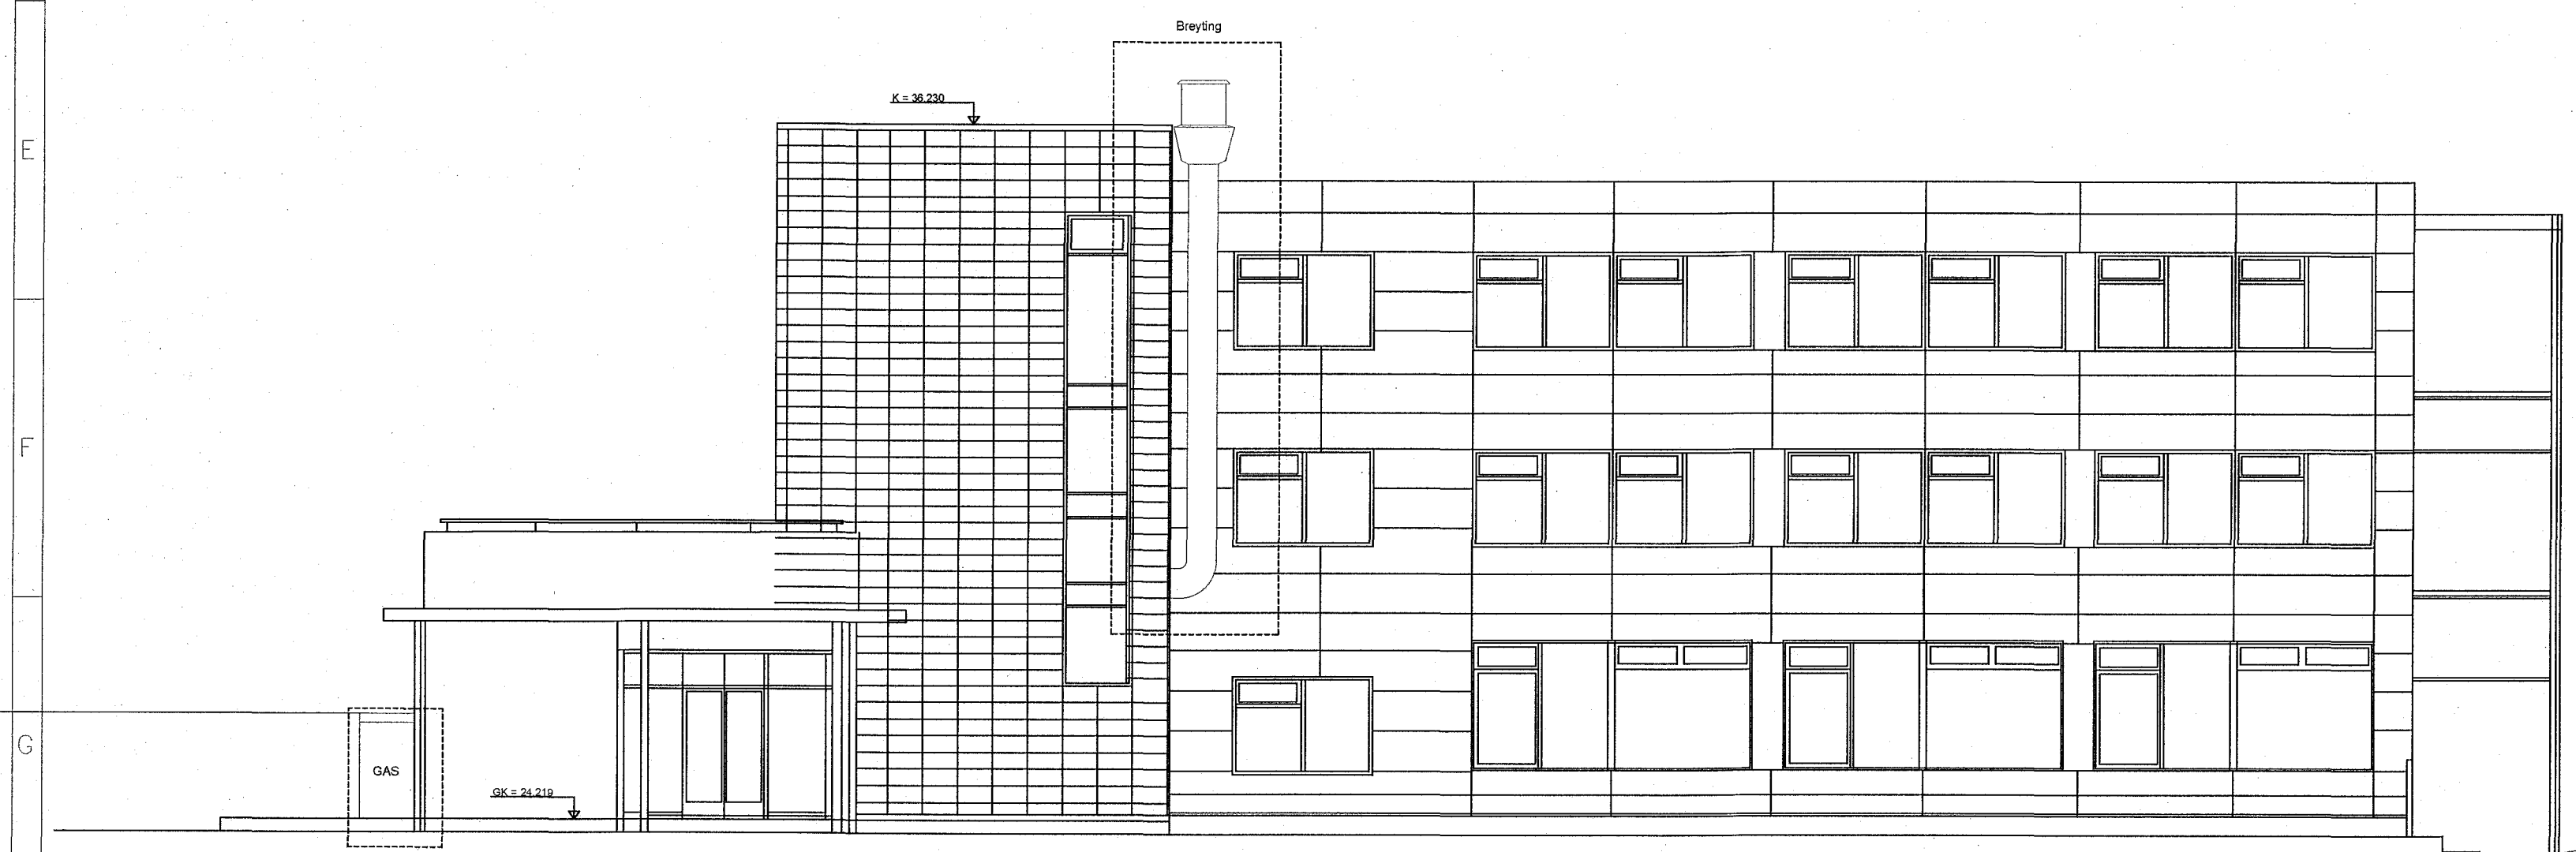 Breyting
K = 36.230
E
F
G
GAS
GK = 24.219